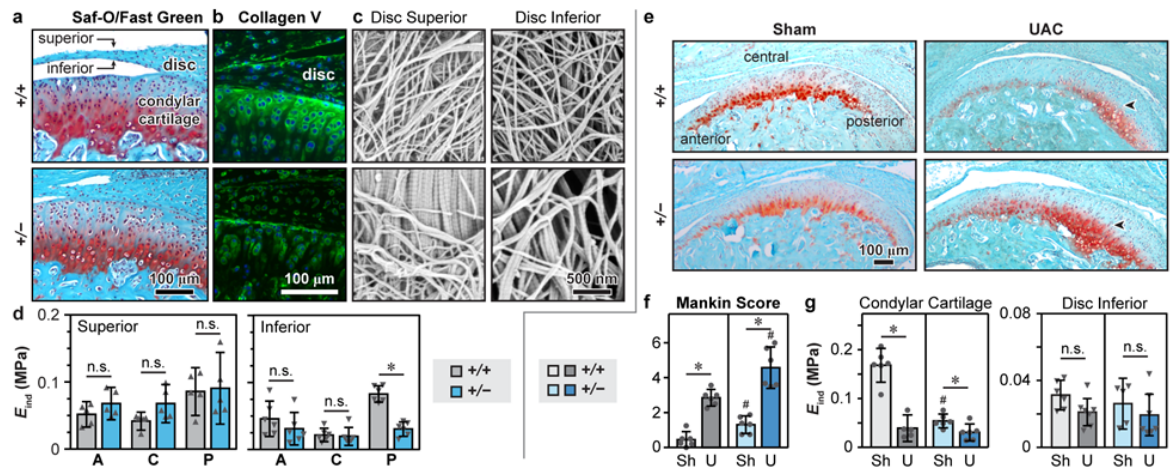 a Saf-O/Fast Green
superior
inferior
disc
condylar
cartilage
+/+
+/−
100 μm
b Collagen V
disc
100 μm
c Disc Superior Disc Inferior
500 nm
d
E_ind (MPa)
0.2
0.1
0
Superior
n.s. n.s. n.s.
A C P
Inferior
n.s. n.s. *
A C P
+/+
+/−
e
Sham UAC
+/+
+/−
central
anterior
posterior
100 μm
+/+
+/−
f Mankin Score
6
4
2
0
* # * #
Sh U Sh U
g Condylar Cartilage Disc Inferior
E_ind (MPa)
0.2
0.1
0
* # *
Sh U Sh U
0.08
0.04
0
n.s. n.s.
Sh U Sh U